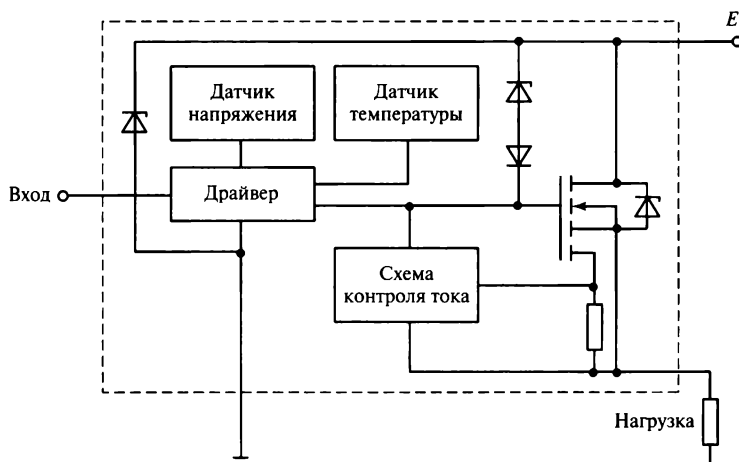 E
Датчик
напряжения
Датчик
температуры
Вход
Драйвер
Схема
контроля тока
Нагрузка